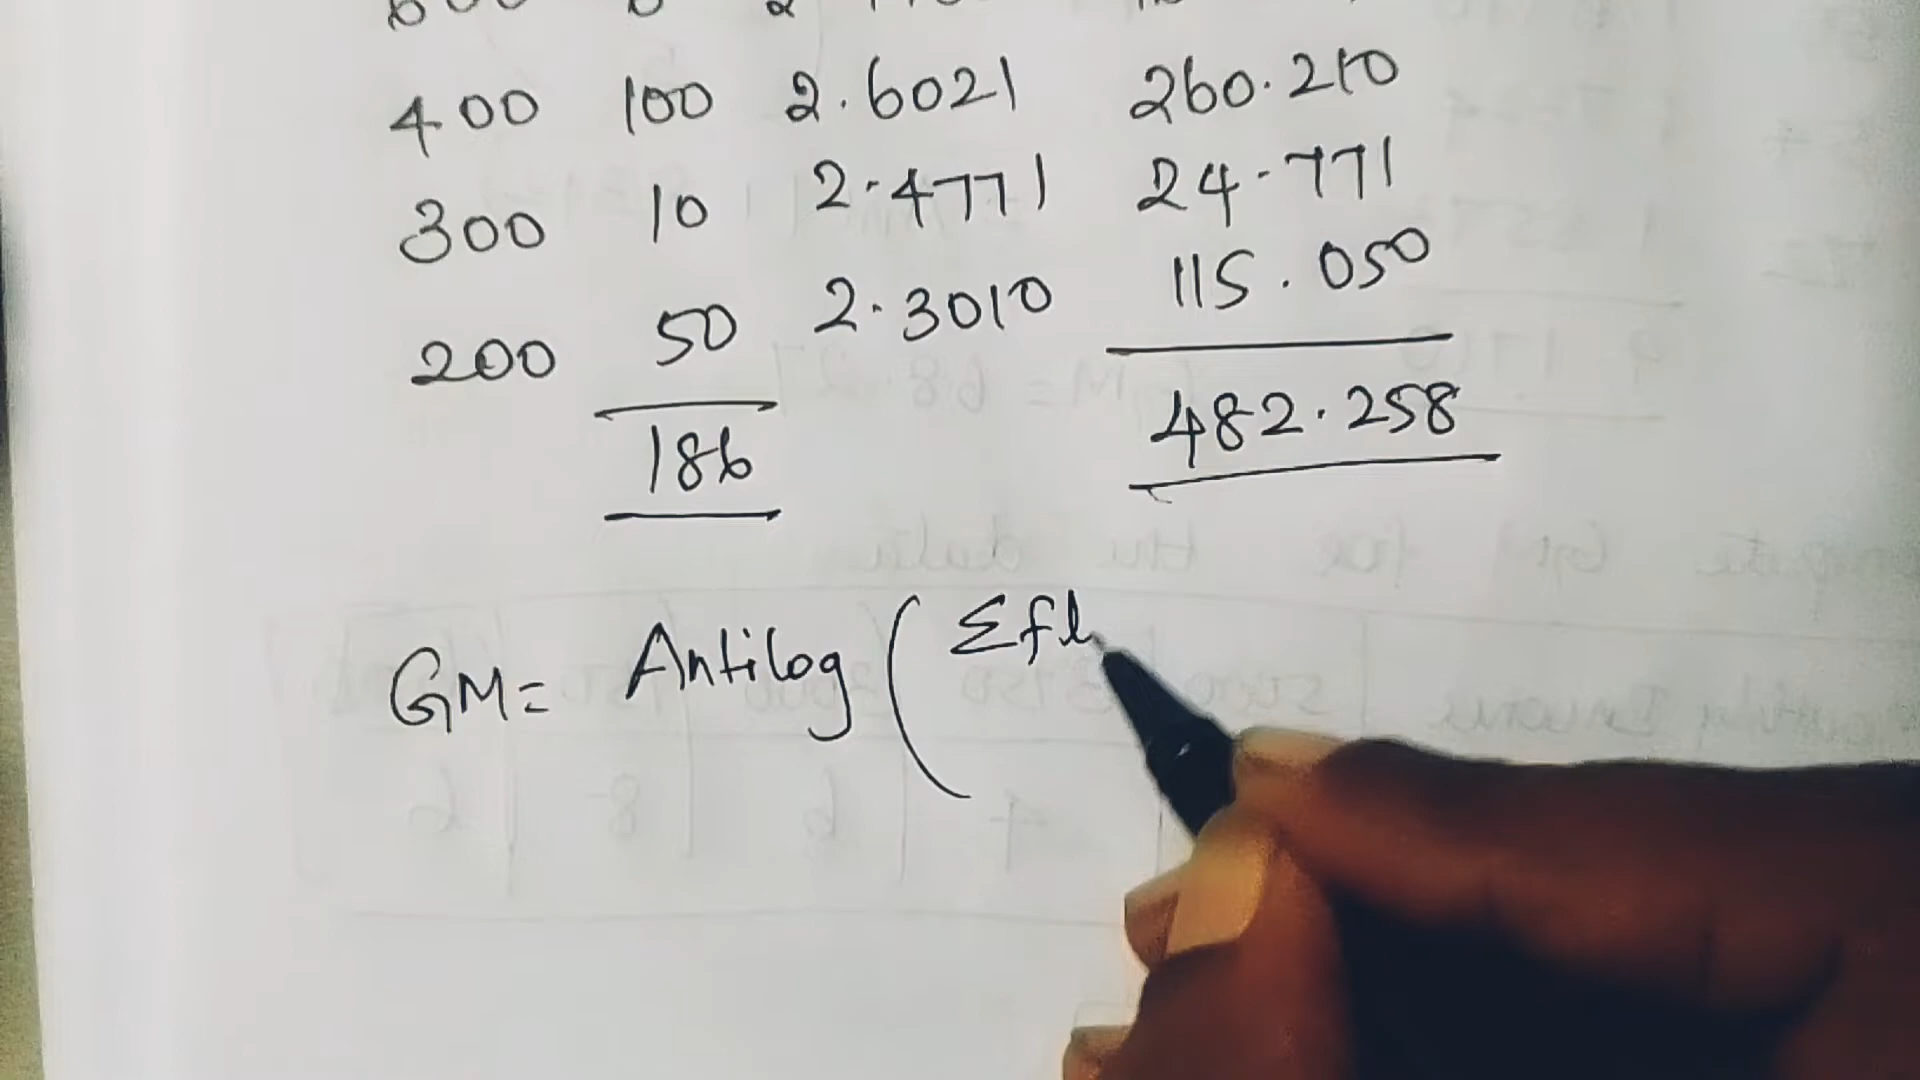 400 100 2.6021 260.210
300 10 2.4771 24.771
200 50 2.3010 115.050
186 482.258
GM = Antilog ( Σfl